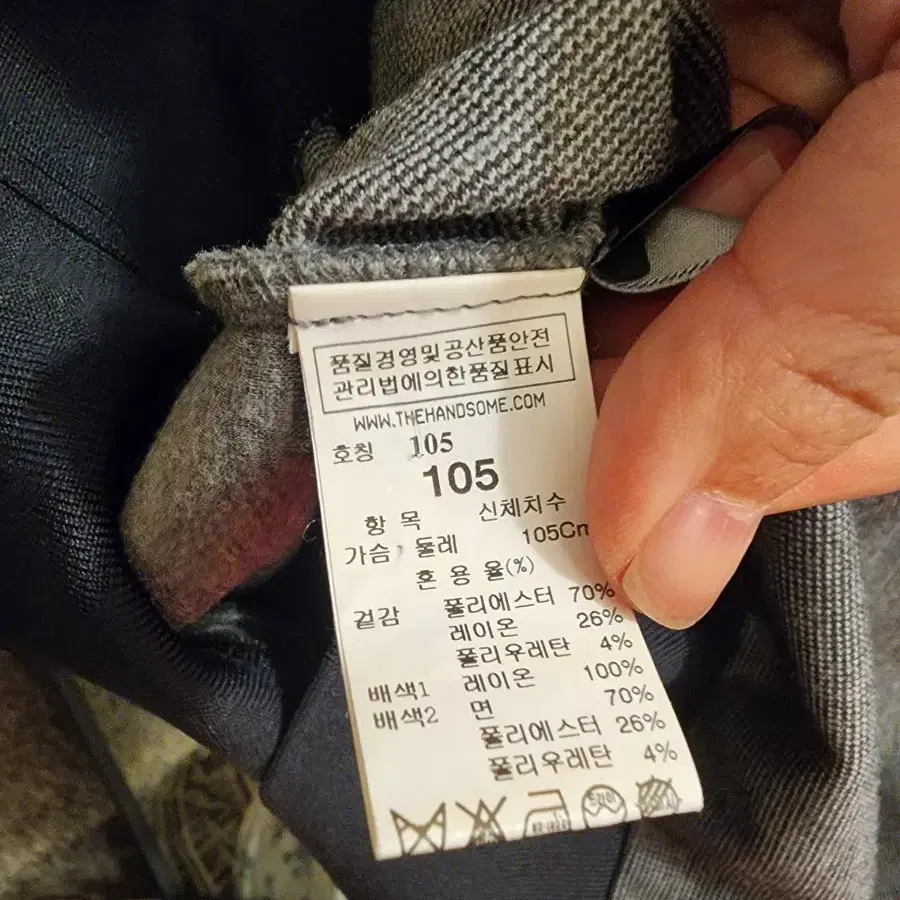 품질경영및공산품안전
관리법에의한품질표시
WWW.THEHANDSOME.COM
호칭 105
105
항 목 신체치수
가슴 둘레 105Cm
혼 용 율(%)
겉감 폴리에스터 70%
레이온 26%
폴리우레탄 4%
배색1 레이온 100%
배색2 면 70%
폴리에스터 26%
폴리우레탄 4%
드라이